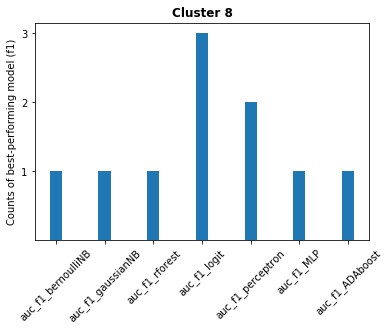 Cluster 8
Counts of best-performing model (f1)
3
2
1
auc_f1_bernoulliNB
auc_f1_gaussianNB
auc_f1_rforest
auc_f1_logit
auc_f1_perceptron
auc_f1_MLP
auc_f1_ADAboost